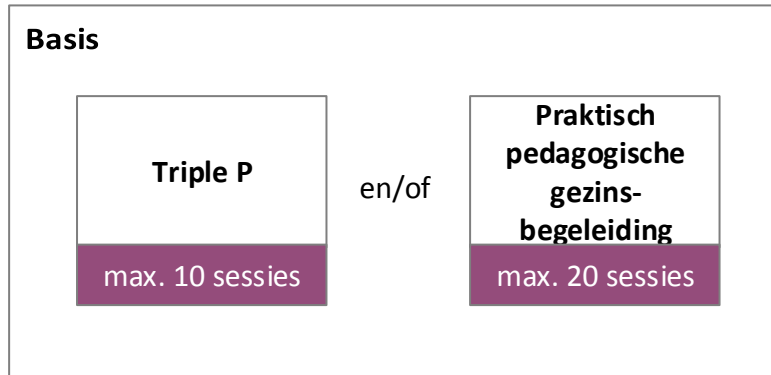 Basis
Triple P
max. 10 sessies
en/of
Praktisch
pedagogische
gezins-
begeleiding
max. 20 sessies